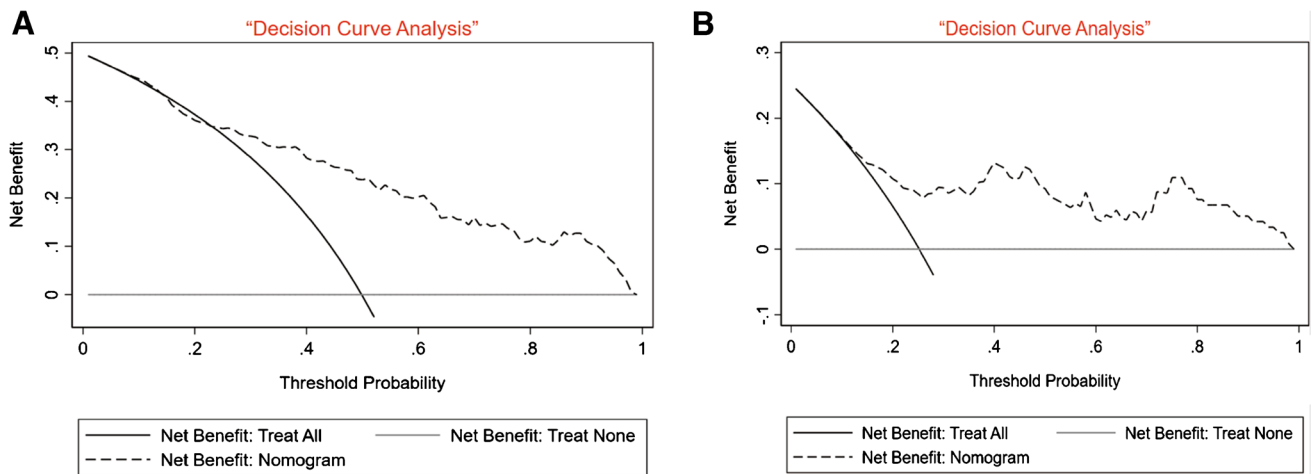 A
“Decision Curve Analysis”
Net Benefit
.5
.4
.3
.2
.1
0
0 .2 .4 .6 .8 1
Threshold Probability
Net Benefit: Treat All Net Benefit: Treat None
Net Benefit: Nomogram
B
“Decision Curve Analysis”
Net Benefit
.3
.2
.1
0
-.1
0 .2 .4 .6 .8 1
Threshold Probability
Net Benefit: Treat All Net Benefit: Treat None
Net Benefit: Nomogram